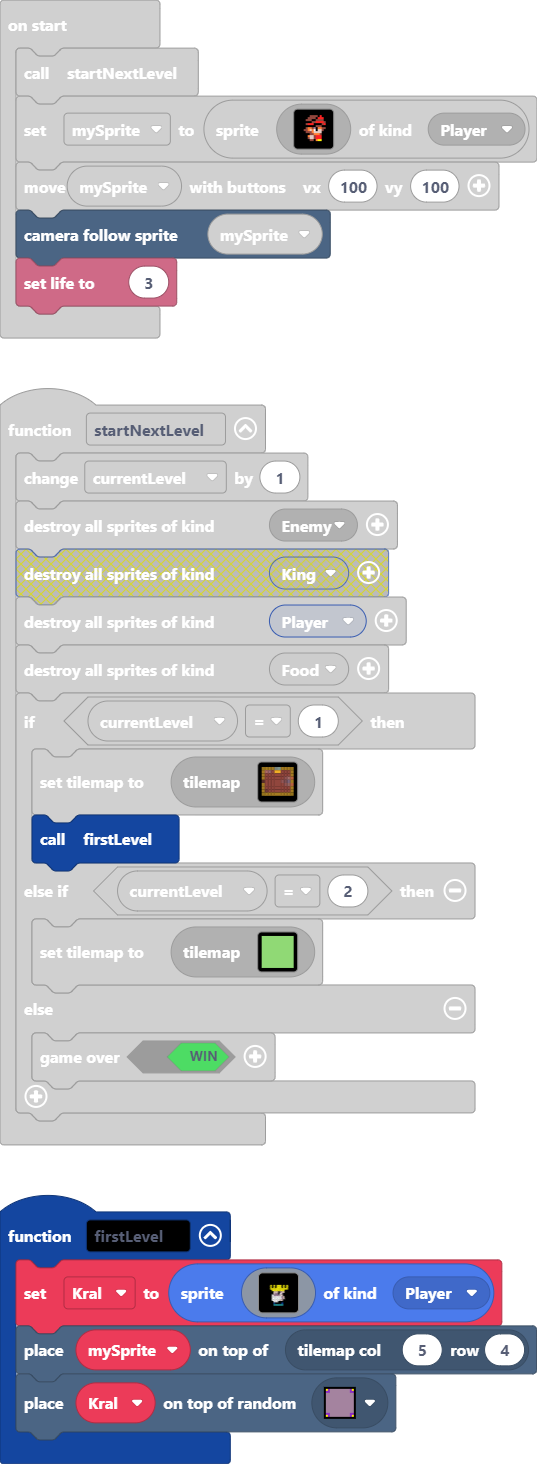 on start
call startNextLevel
set mySprite to sprite of kind Player
move mySprite with buttons vx 100 vy 100
camera follow sprite mySprite
set life to 3
function startNextLevel
change currentLevel by 1
destroy all sprites of kind Enemy
destroy all sprites of kind King
destroy all sprites of kind Player
destroy all sprites of kind Food
if currentLevel = 1 then
set tilemap to tilemap
call firstLevel
else if currentLevel = 2 then
set tilemap to tilemap
else
game over WIN
function firstLevel
set Kral to sprite of kind Player
place mySprite on top of tilemap col 5 row 4
place Kral on top of random